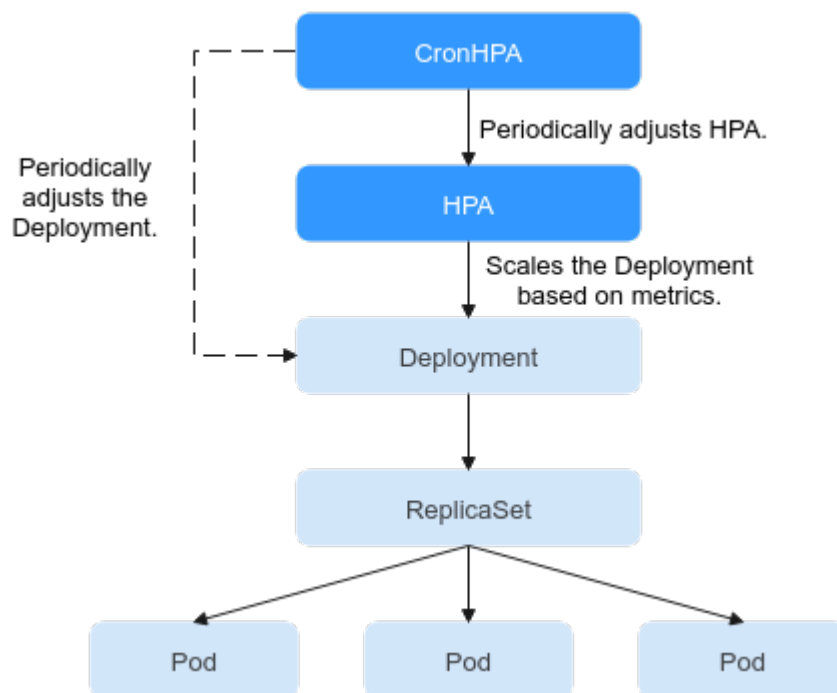 CronHPA
Periodically adjusts HPA.
Periodically
adjusts the
Deployment.
HPA
Scales the Deployment
based on metrics.
Deployment
ReplicaSet
Pod
Pod
Pod